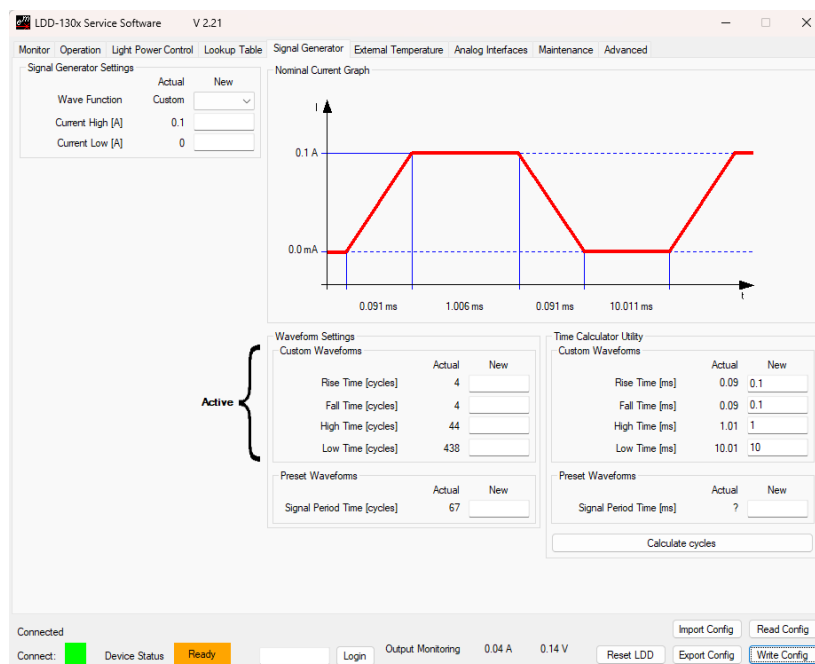 LDD-130x Service Software V 2.21
Monitor Operation Light Power Control Lookup Table Signal Generator External Temperature Analog Interfaces Maintenance Advanced
Signal Generator Settings
Actual New
Wave Function Custom
Current High [A] 0.1
Current Low [A] 0
Nominal Current Graph
I
0.1 A
0.0 mA
t
0.091 ms 1.006 ms 0.091 ms 10.011 ms
Active
Waveform Settings
Custom Waveforms
Actual New
Rise Time [cycles] 4
Fall Time [cycles] 4
High Time [cycles] 44
Low Time [cycles] 438
Preset Waveforms
Actual New
Signal Period Time [cycles] 67
Time Calculator Utility
Custom Waveforms
Actual New
Rise Time [ms] 0.09 0.1
Fall Time [ms] 0.09 0.1
High Time [ms] 1.01 1
Low Time [ms] 10.01 10
Preset Waveforms
Actual New
Signal Period Time [ms] ?
Calculate cycles
Connected
Import Config Read Config
Connect: Device Status Ready Login Output Monitoring 0.04 A 0.14 V Reset LDD Export Config Write Config